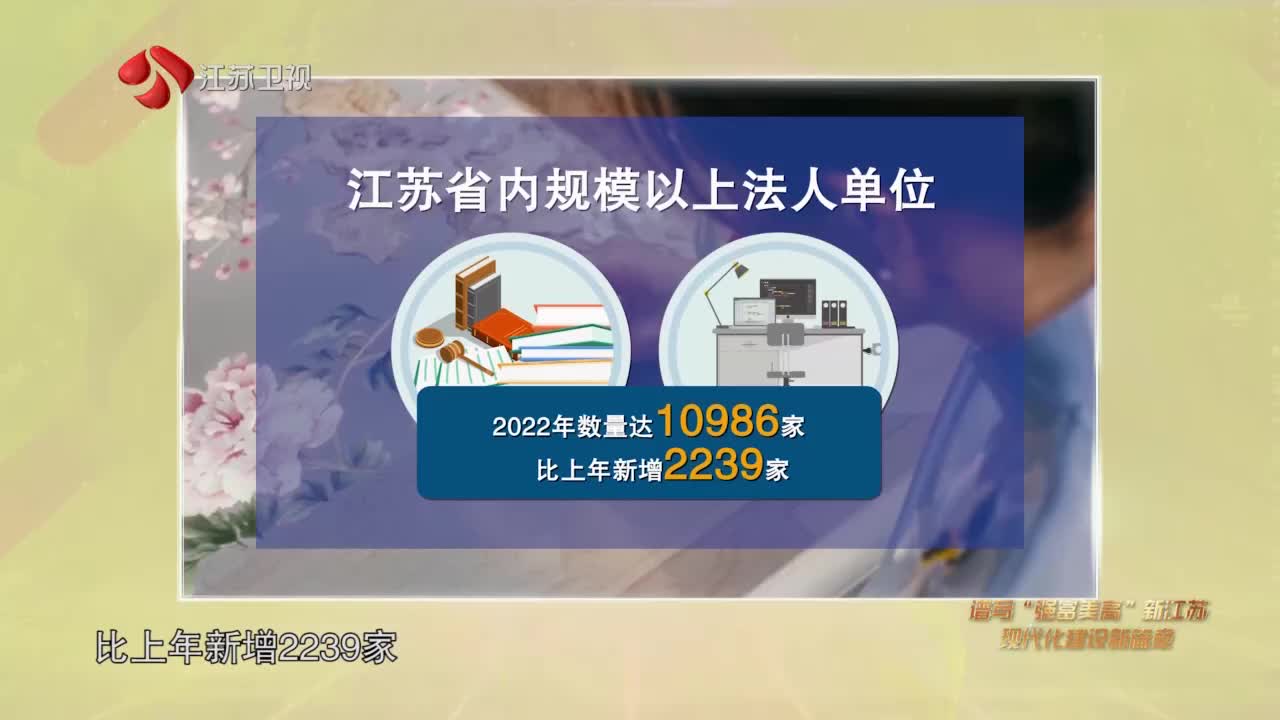 江苏卫视
江苏省内规模以上法人单位
2022年数量达10986家
比上年新增2239家
谱写“强富美高”新江苏
现代化建设新篇章
比上年新增2239家